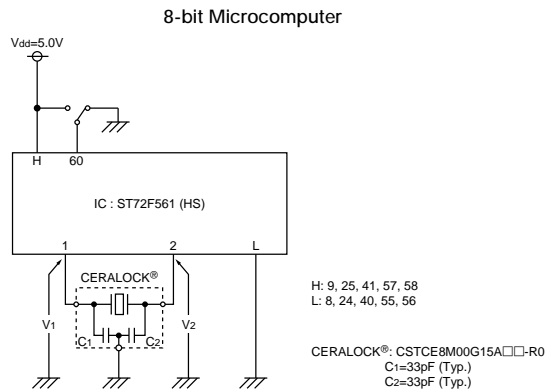 8-bit Microcomputer
Vdd=5.0V
H 60
IC : ST72F561 (HS)
1 2 L
CERALOCK®
V1 C1 C2 V2
H: 9, 25, 41, 57, 58
L: 8, 24, 40, 55, 56
CERALOCK®: CSTCE8M00G15A□□-R0
C1=33pF (Typ.)
C2=33pF (Typ.)